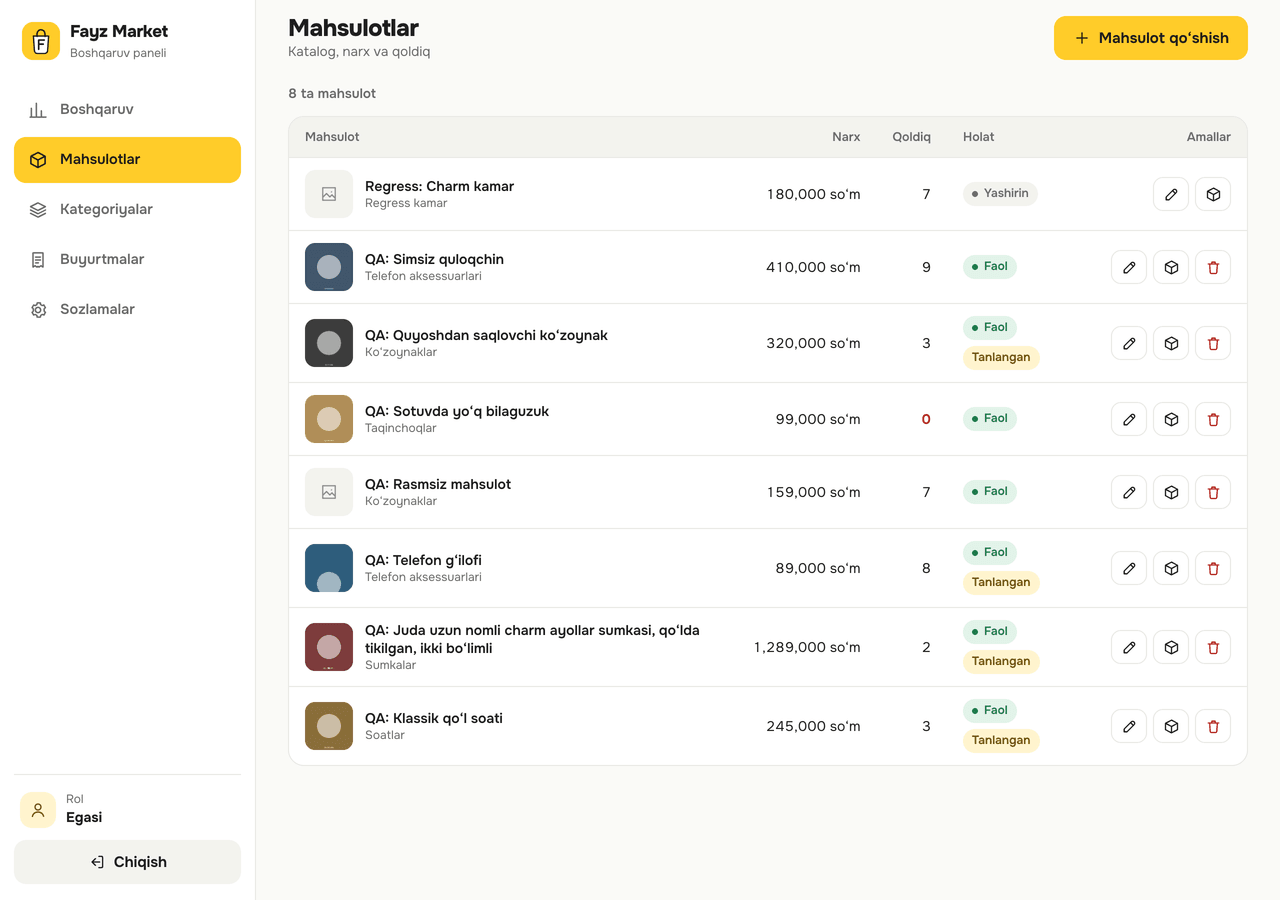 Fayz Market
Boshqaruv paneli
Boshqaruv
Mahsulotlar
Kategoriyalar
Buyurtmalar
Sozlamalar
Rol
Egasi
Chiqish
Mahsulotlar
Katalog, narx va qoldiq
Mahsulot qo‘shish
8 ta mahsulot
Mahsulot Narx Qoldiq Holat Amallar
Regress: Charm kamar
Regress kamar
180,000 so‘m 7 Yashirin
QA: Simsiz quloqchin
Telefon aksessuarlari
410,000 so‘m 9 Faol
QA: Quyoshdan saqlovchi ko‘zoynak
Ko‘zoynaklar
320,000 so‘m 3 Faol
Tanlangan
QA: Sotuvda yo‘q bilaguzuk
Taqinchoqlar
99,000 so‘m 0 Faol
QA: Rasmsiz mahsulot
Ko‘zoynaklar
159,000 so‘m 7 Faol
QA: Telefon g‘ilofi
Telefon aksessuarlari
89,000 so‘m 8 Faol
Tanlangan
QA: Juda uzun nomli charm ayollar sumkasi, qo‘lda
tikilgan, ikki bo‘limli
Sumkalar
1,289,000 so‘m 2 Faol
Tanlangan
QA: Klassik qo‘l soati
Soatlar
245,000 so‘m 3 Faol
Tanlangan